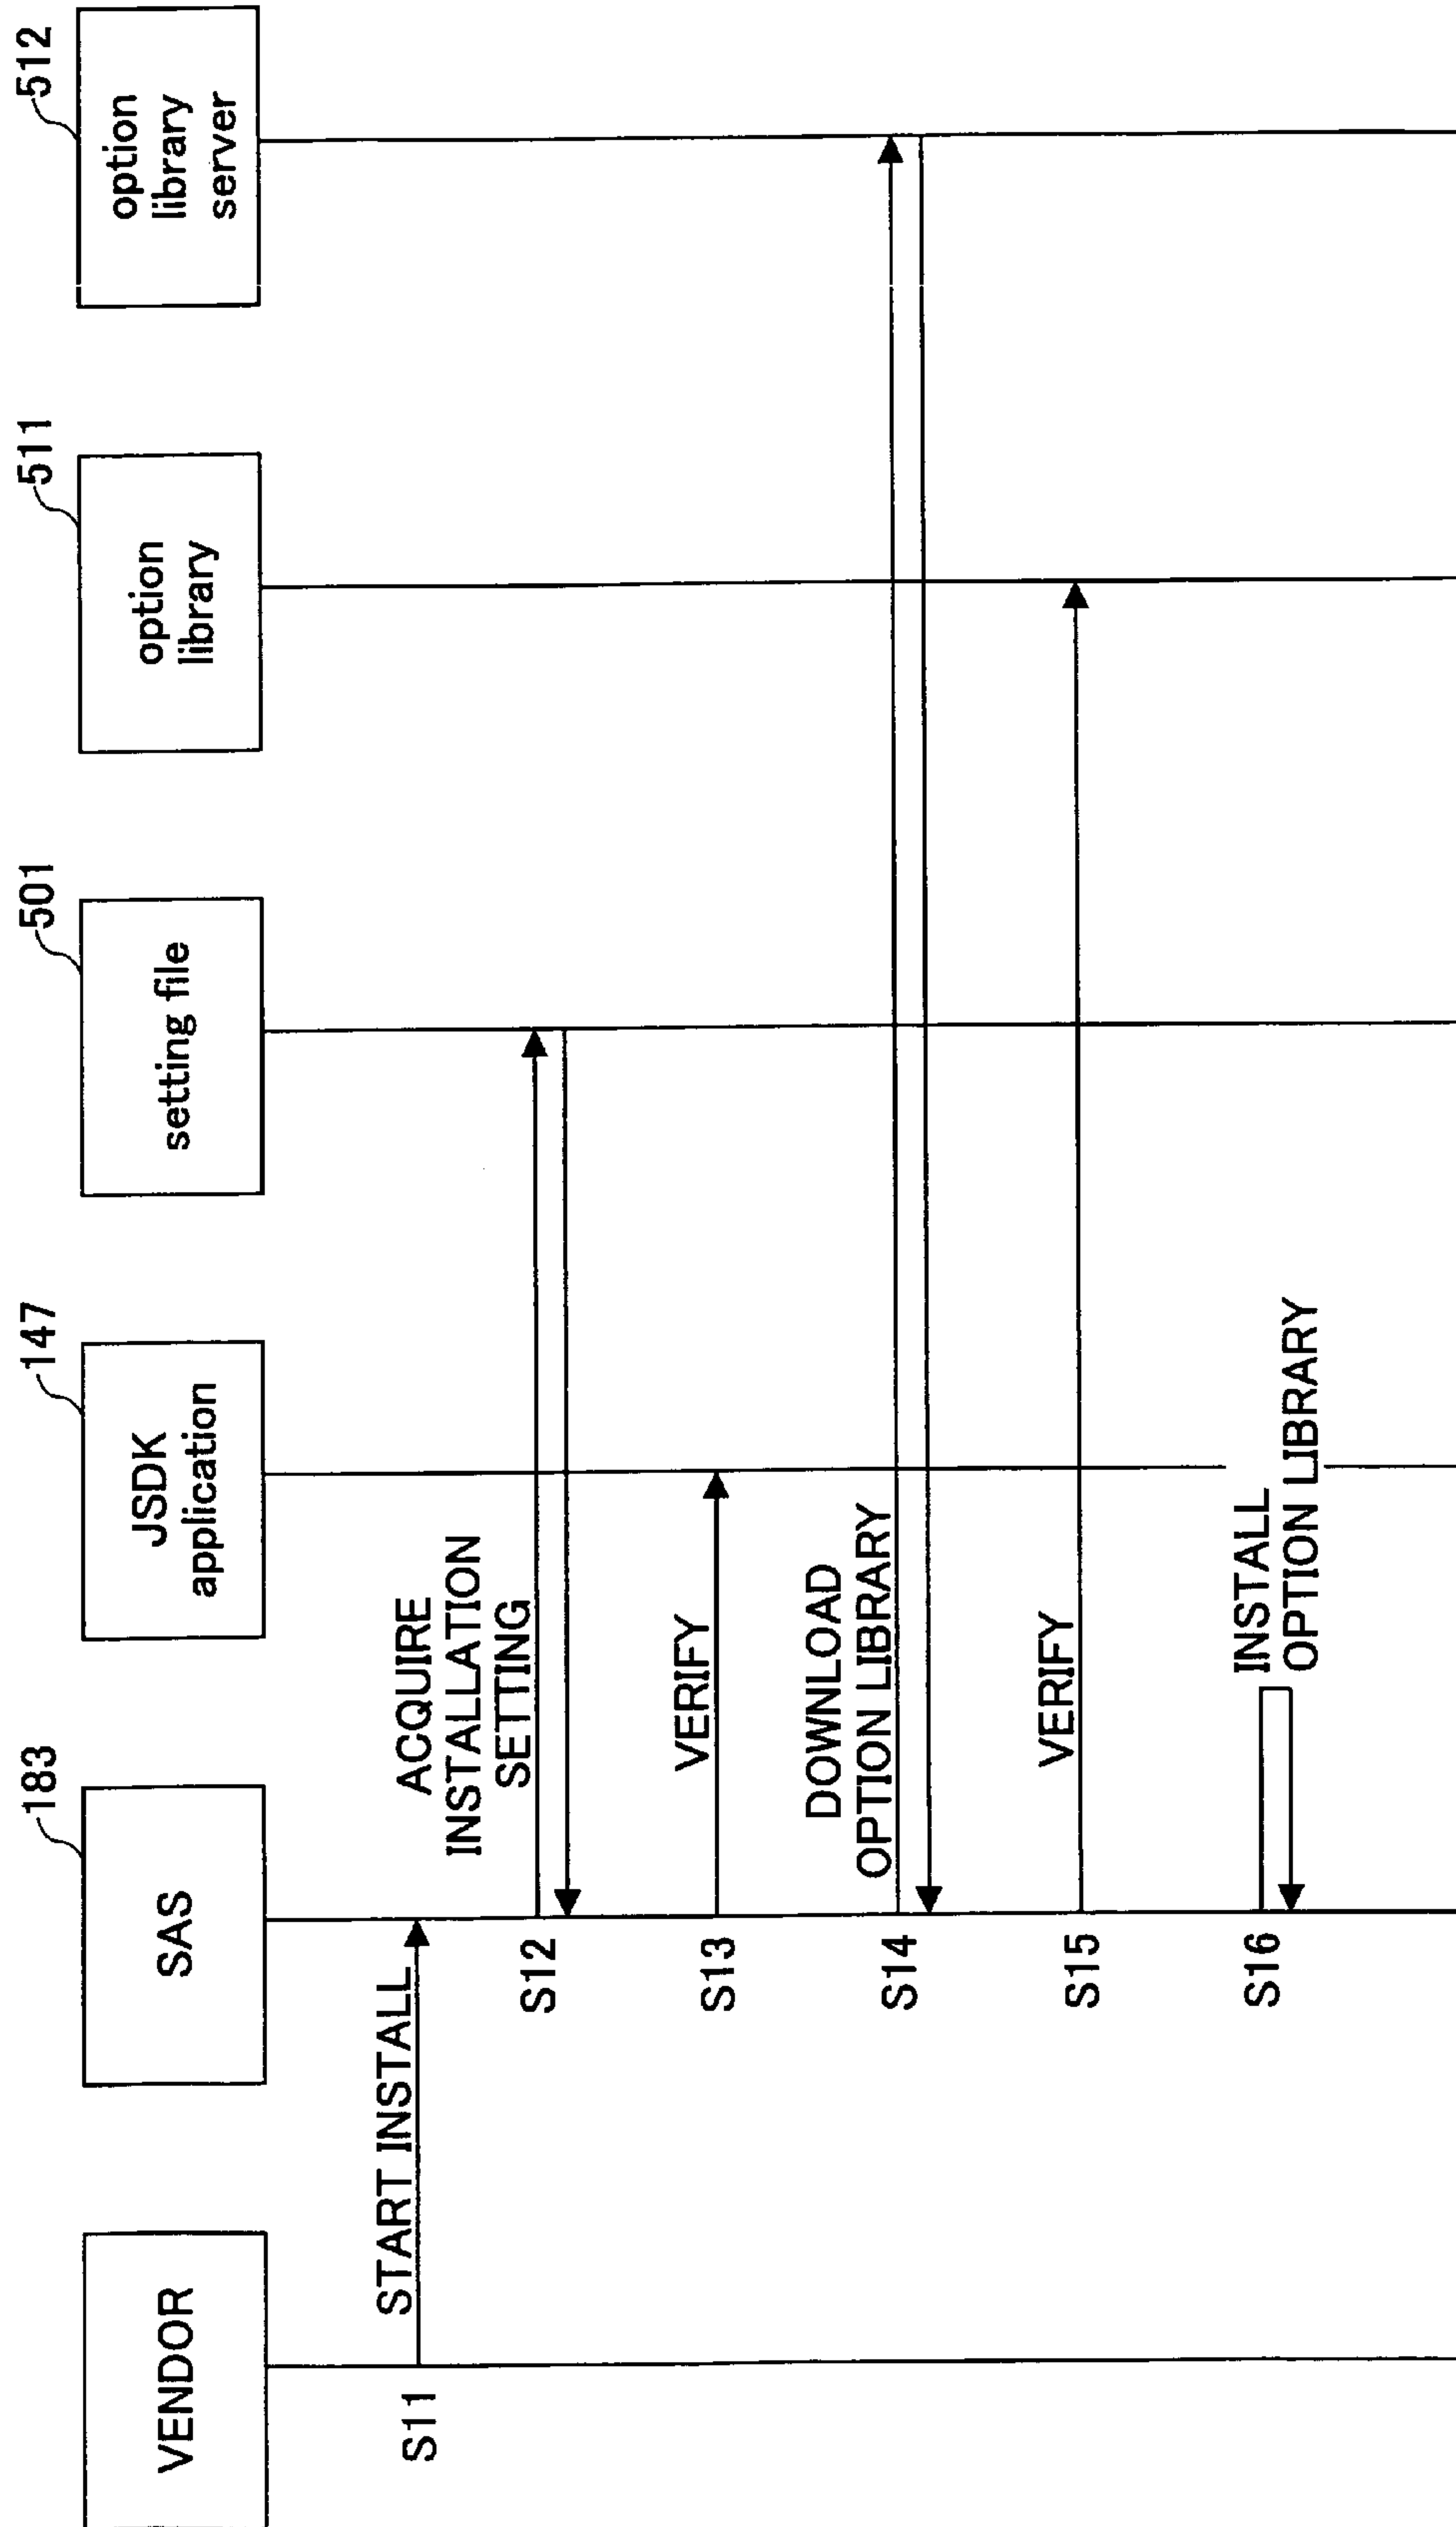 VENDOR
183
SAS
147
JSDK
application
501
setting file
511
option
library
512
option
library
server
S11
START INSTALL
S12
ACQUIRE
INSTALLATION
SETTING
S13
VERIFY
S14
DOWNLOAD
OPTION LIBRARY
S15
VERIFY
S16
INSTALL
OPTION LIBRARY